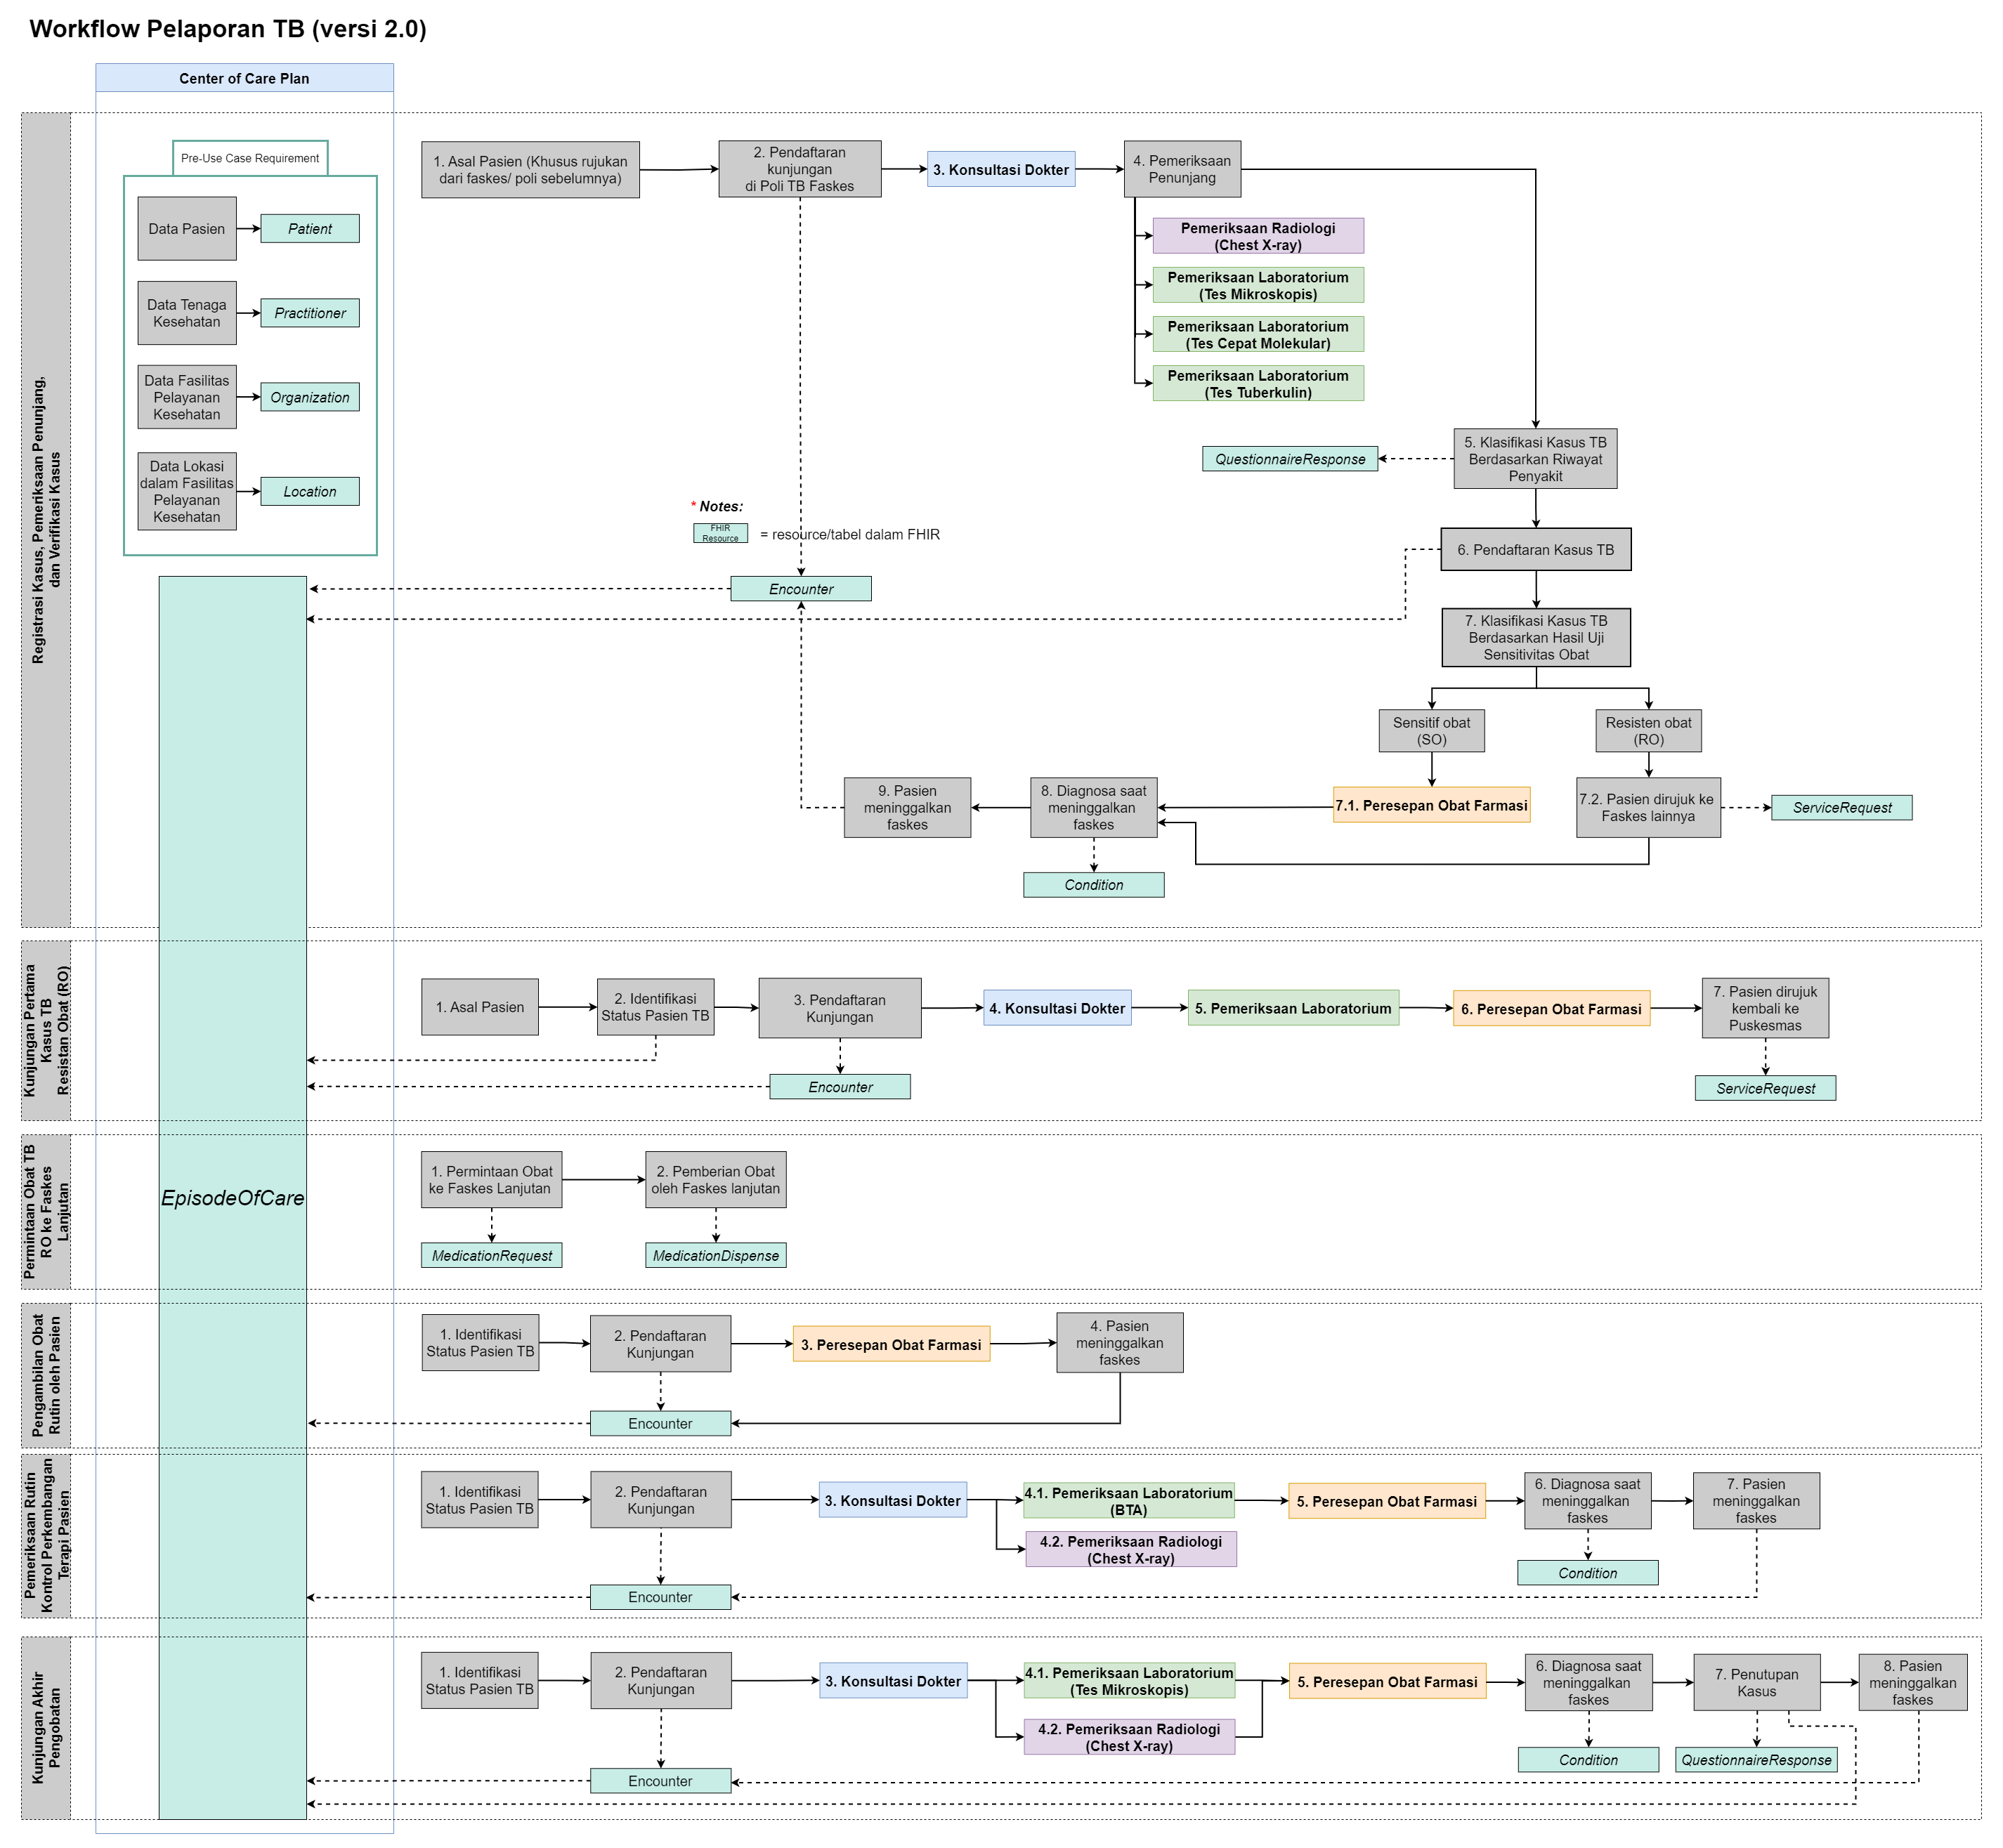 Workflow Pelaporan TB (versi 2.0)
Center of Care Plan
Registrasi Kasus, Pemeriksaan Penunjang,
dan Verifikasi Kasus
Pre-Use Case Requirement
Data Pasien
Patient
Data Tenaga
Kesehatan
Practitioner
Data Fasilitas
Pelayanan
Kesehatan
Organization
Data Lokasi
dalam Fasilitas
Pelayanan
Kesehatan
Location
1. Asal Pasien (Khusus rujukan
dari faskes/ poli sebelumnya)
2. Pendaftaran
kunjungan
di Poli TB Faskes
3. Konsultasi Dokter
4. Pemeriksaan
Penunjang
Pemeriksaan Radiologi
(Chest X-ray)
Pemeriksaan Laboratorium
(Tes Mikroskopis)
Pemeriksaan Laboratorium
(Tes Cepat Molekular)
Pemeriksaan Laboratorium
(Tes Tuberkulin)
5. Klasifikasi Kasus TB
Berdasarkan Riwayat
Penyakit
QuestionnaireResponse
* Notes:
FHIR
Resource
= resource/tabel dalam FHIR
6. Pendaftaran Kasus TB
Encounter
7. Klasifikasi Kasus TB
Berdasarkan Hasil Uji
Sensitivitas Obat
Sensitif obat
(SO)
Resisten obat
(RO)
9. Pasien
meninggalkan
faskes
8. Diagnosa saat
meninggalkan
faskes
7.1. Peresepan Obat Farmasi
7.2. Pasien dirujuk ke
Faskes lainnya
ServiceRequest
Condition
EpisodeOfCare
Kunjungan Pertama
Kasus TB
Resistan Obat (RO)
1. Asal Pasien
2. Identifikasi
Status Pasien TB
3. Pendaftaran
Kunjungan
4. Konsultasi Dokter
5. Pemeriksaan Laboratorium
6. Peresepan Obat Farmasi
7. Pasien dirujuk
kembali ke
Puskesmas
Encounter
ServiceRequest
Permintaan Obat TB
RO ke Faskes
Lanjutan
1. Permintaan Obat
ke Faskes Lanjutan
2. Pemberian Obat
oleh Faskes lanjutan
MedicationRequest
MedicationDispense
Pengambilan Obat
Rutin oleh Pasien
1. Identifikasi
Status Pasien TB
2. Pendaftaran
Kunjungan
3. Peresepan Obat Farmasi
4. Pasien
meninggalkan
faskes
Encounter
Pemeriksaan Rutin
Kontrol Perkembangan
Terapi Pasien
1. Identifikasi
Status Pasien TB
2. Pendaftaran
Kunjungan
3. Konsultasi Dokter
4.1. Pemeriksaan Laboratorium
(BTA)
4.2. Pemeriksaan Radiologi
(Chest X-ray)
5. Peresepan Obat Farmasi
6. Diagnosa saat
meninggalkan
faskes
7. Pasien
meninggalkan
faskes
Condition
Encounter
Kunjungan Akhir
Pengobatan
1. Identifikasi
Status Pasien TB
2. Pendaftaran
Kunjungan
3. Konsultasi Dokter
4.1. Pemeriksaan Laboratorium
(Tes Mikroskopis)
4.2. Pemeriksaan Radiologi
(Chest X-ray)
5. Peresepan Obat Farmasi
6. Diagnosa saat
meninggalkan
faskes
7. Penutupan
Kasus
8. Pasien
meninggalkan
faskes
Condition
QuestionnaireResponse
Encounter